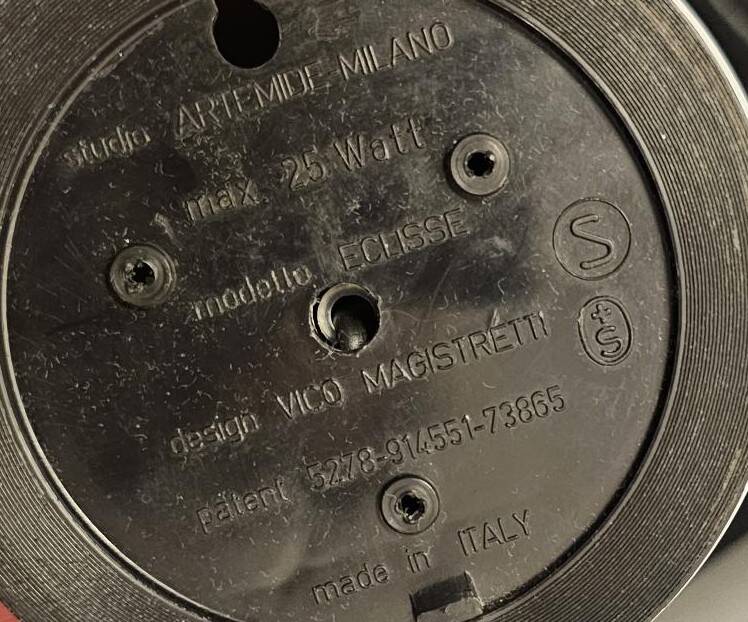 studio ARTEMIDE-MILANO
max. 25 Watt
modello ECLISSE
S
design VICO MAGISTRETTI
+S
patent 5278-914551-73865
made in ITALY